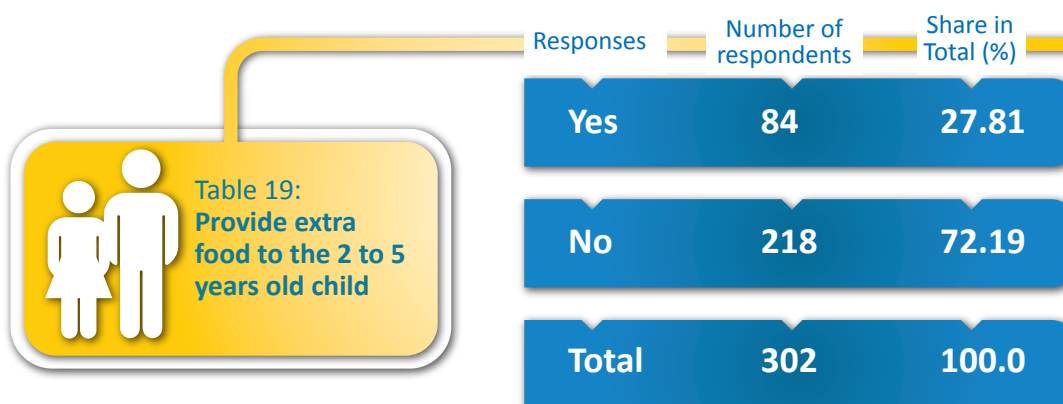 Responses Number of respondents Share in Total (%)
Yes 84 27.81
Table 19:
Provide extra
food to the 2 to 5
years old child
No 218 72.19
Total 302 100.0